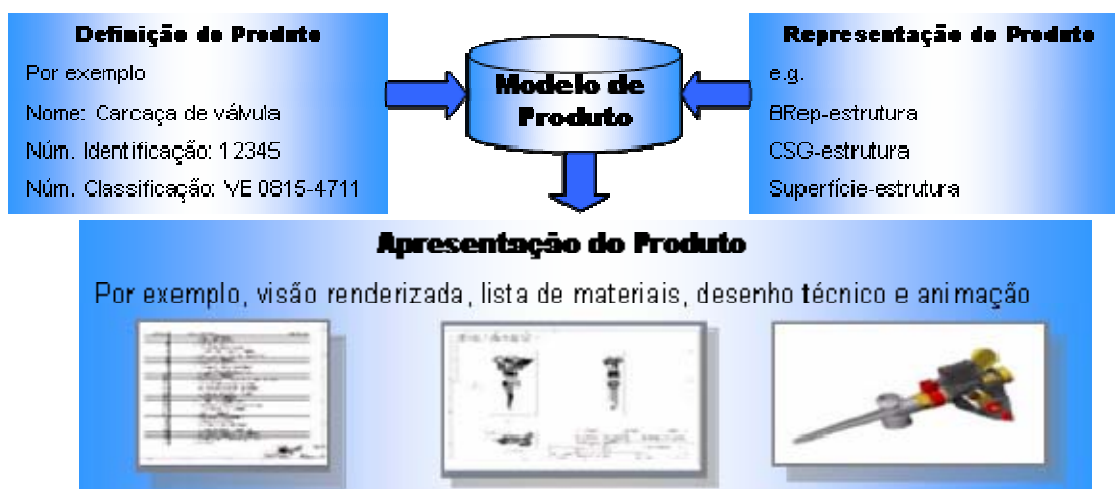 Definição do Produto
Por exemplo
Nome: Carcaça de válvula
Núm. Identificação: 12345
Núm. Classificação: VE 0815-4711
Modelo de
Produto
Representação do Produto
e.g.
BRep-estrutura
CSG-estrutura
Superfície-estrutura
Apresentação do Produto
Por exemplo, visão renderizada, lista de materiais, desenho técnico e animação